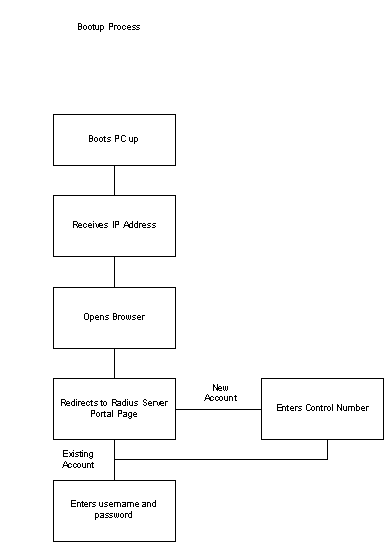 Bootup Process
Boots PC up
Receives IP Address
Opens Browser
Redirects to Radius Server
Portal Page
New
Account
Enters Control Number
Existing
Account
Enters username and
password